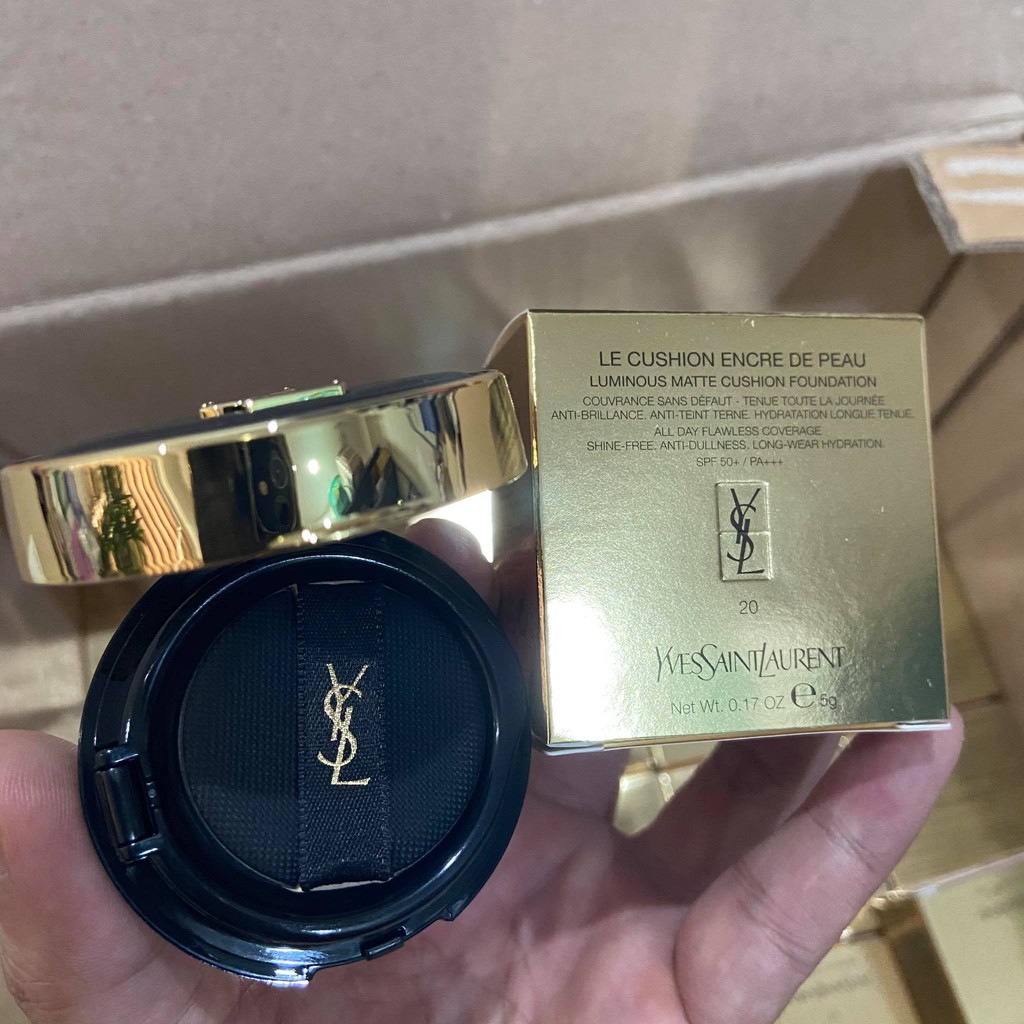 LE CUSHION ENCRE DE PEAU
LUMINOUS MATTE CUSHION FOUNDATION
COUVRANCE SANS DÉFAUT - TENUE TOUTE LA JOURNÉE
ANTI-BRILLANCE. ANTI-TEINT TERNE. HYDRATATION LONGUE TENUE.
ALL DAY FLAWLESS COVERAGE
SHINE-FREE. ANTI-DULLNESS. LONG-WEAR HYDRATION.
SPF 50+ / PA+++
YSL
20
YVESSAINTLAURENT
Net Wt. 0.17 OZ e 5g
YSL